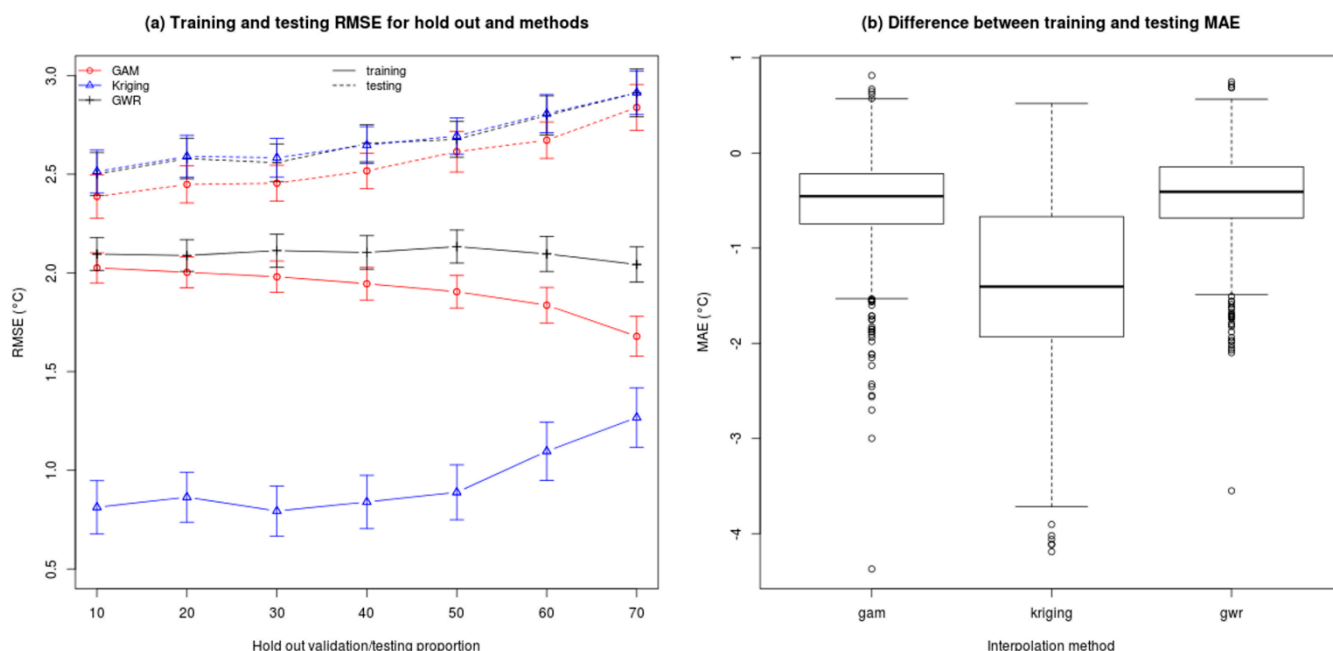 (a) Training and testing RMSE for hold out and methods
GAM
Kriging
GWR
training
testing
RMSE (°C)
3.0
2.5
2.0
1.5
1.0
0.5
10 20 30 40 50 60 70
Hold out validation/testing proportion
(b) Difference between training and testing MAE
MAE (°C)
1
0
-1
-2
-3
-4
gam kriging gwr
Interpolation method